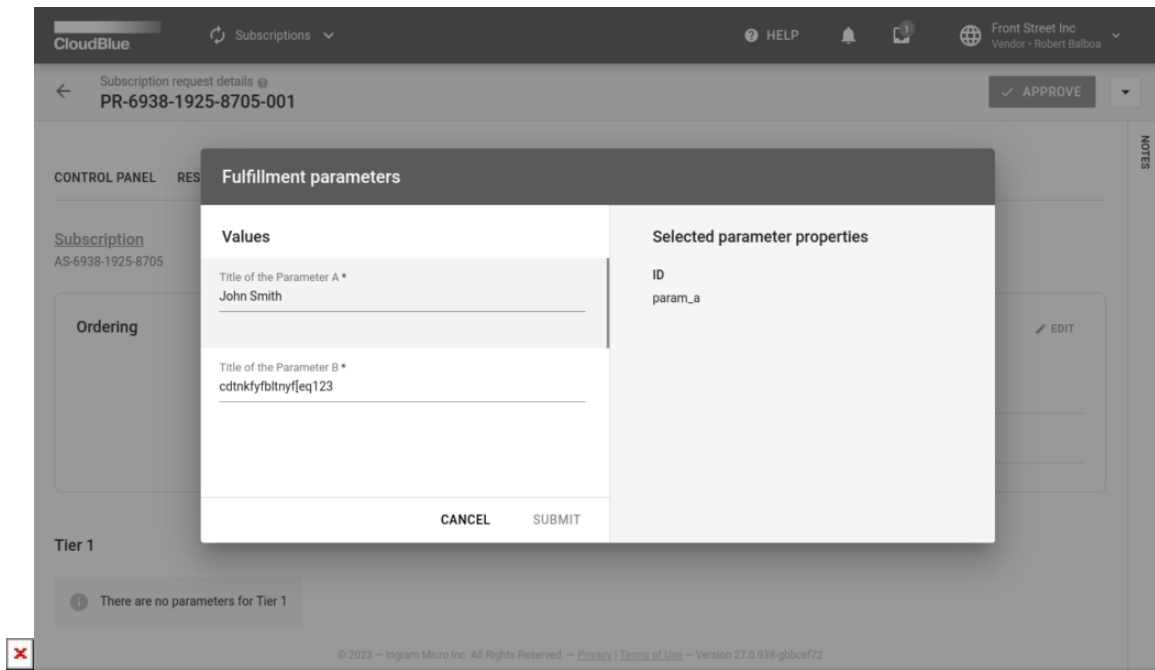 CloudBlue
Subscriptions
HELP
1
Front Street Inc
Vendor • Robert Balboa
Subscription request details
PR-6938-1925-8705-001
APPROVE
NOTES
CONTROL PANEL RES
Fulfillment parameters
Subscription
AS-6938-1925-8705
Values
Selected parameter properties
Title of the Parameter A *
John Smith
ID
param_a
Ordering
EDIT
Title of the Parameter B *
cdtnkfyfbltnyf[eq123
CANCEL SUBMIT
Tier 1
There are no parameters for Tier 1
© 2023 – Ingram Micro Inc. All Rights Reserved. – Privacy | Terms of Use – Version 27.0.938-gbbcef72